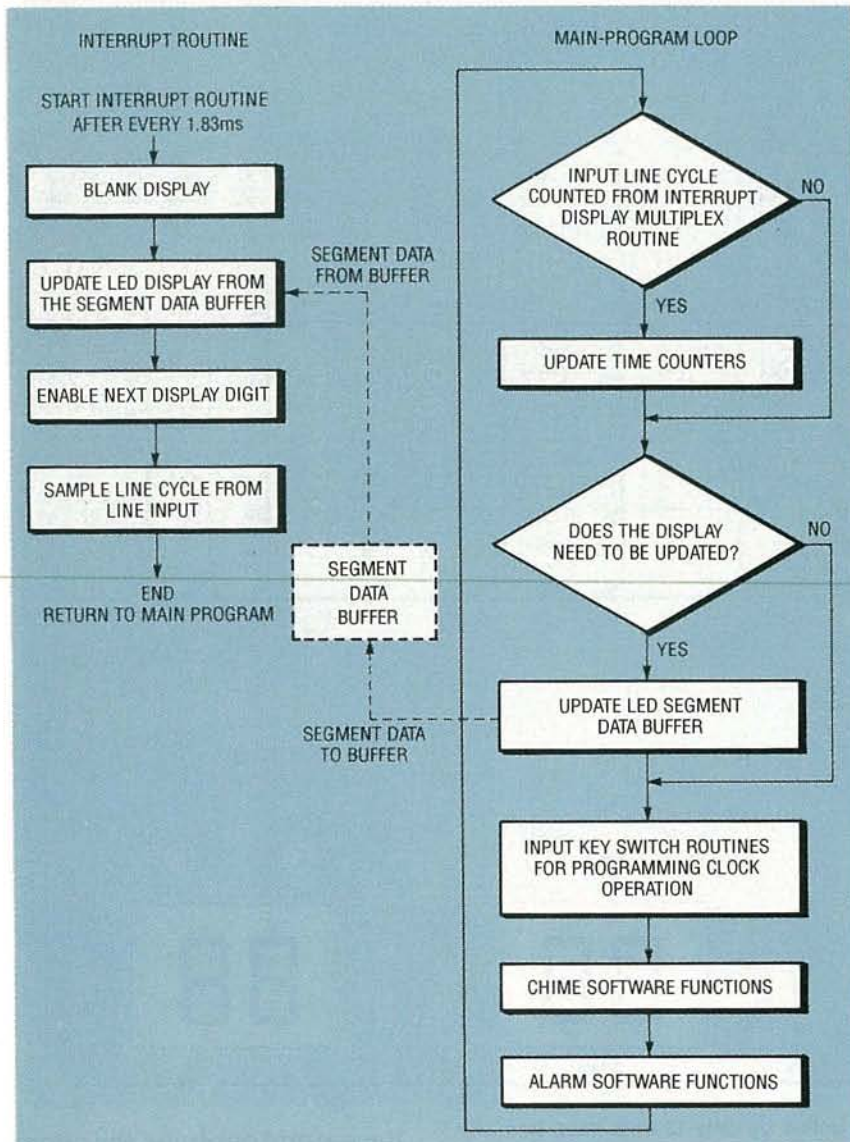 INTERRUPT ROUTINE
START INTERRUPT ROUTINE
AFTER EVERY 1.83ms
BLANK DISPLAY
UPDATE LED DISPLAY FROM
THE SEGMENT DATA BUFFER
ENABLE NEXT DISPLAY DIGIT
SAMPLE LINE CYCLE FROM
LINE INPUT
END
RETURN TO MAIN PROGRAM
SEGMENT DATA
FROM BUFFER
SEGMENT
DATA
BUFFER
SEGMENT DATA
TO BUFFER
MAIN-PROGRAM LOOP
INPUT LINE CYCLE
COUNTED FROM INTERRUPT
DISPLAY MULTIPLEX
ROUTINE
NO
YES
UPDATE TIME COUNTERS
DOES THE DISPLAY
NEED TO BE UPDATED?
NO
YES
UPDATE LED SEGMENT
DATA BUFFER
INPUT KEY SWITCH ROUTINES
FOR PROGRAMMING CLOCK
OPERATION
CHIME SOFTWARE FUNCTIONS
ALARM SOFTWARE FUNCTIONS